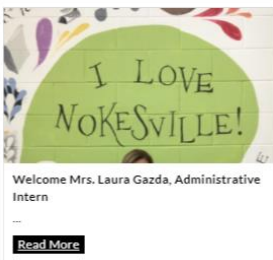 I LOVE
NOKESVILLE!
Welcome Mrs. Laura Gazda, Administrative
Intern
...
Read More